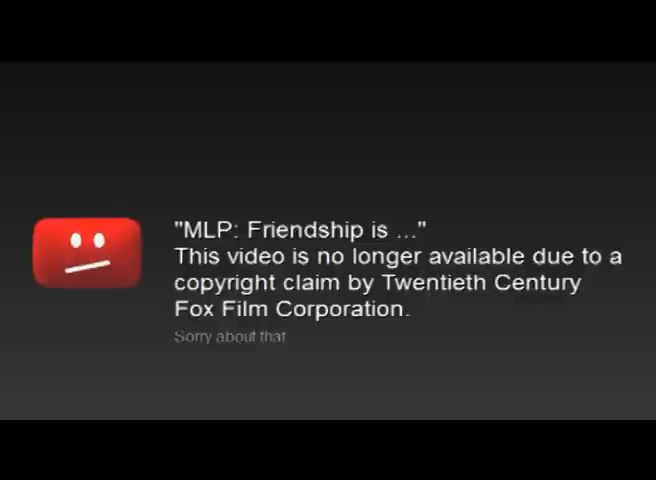 "MLP: Friendship is ..."
This video is no longer available due to a
copyright claim by Twentieth Century
Fox Film Corporation.
Sorry about that